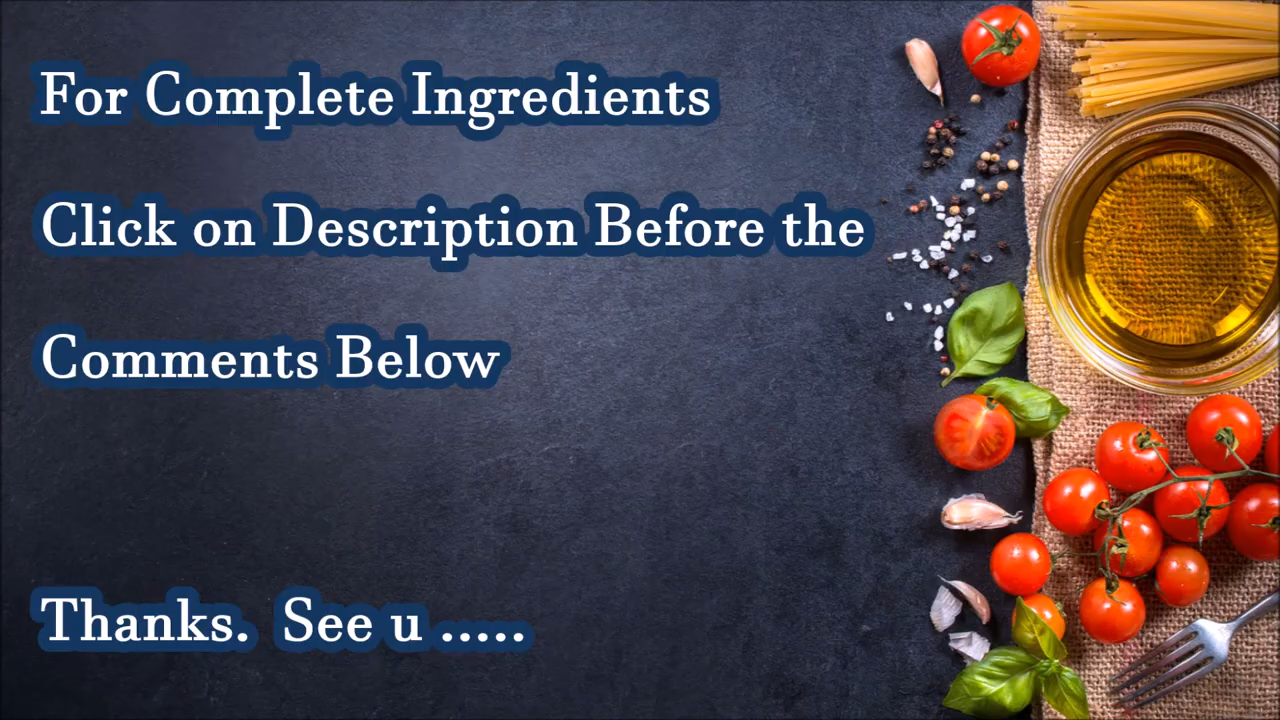 For Complete Ingredients
Click on Description Before the
Comments Below
Thanks. See u .....